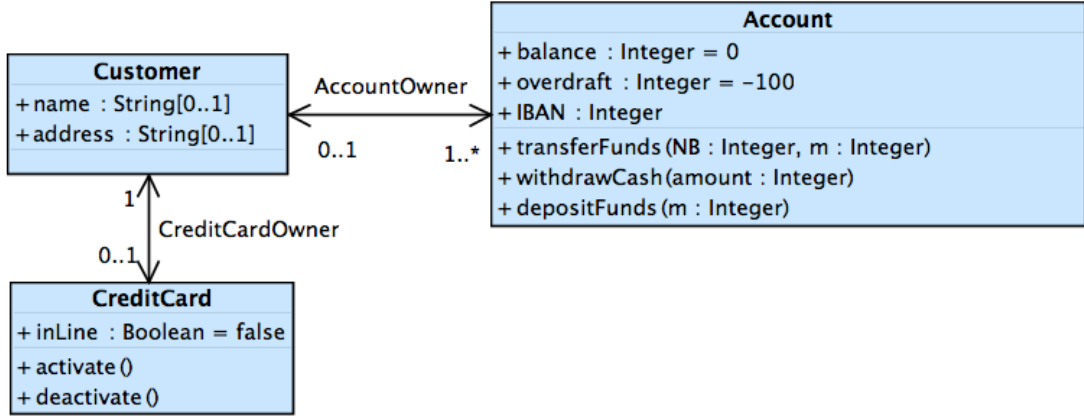 Account
+ balance : Integer = 0
+ overdraft : Integer = −100
+ IBAN : Integer
+ transferFunds (NB : Integer, m : Integer)
+ withdrawCash (amount : Integer)
+ depositFunds (m : Integer)
Customer
+ name : String[0..1]
+ address : String[0..1]
AccountOwner
0..1
1..*
1
CreditCardOwner
0..1
CreditCard
+ inLine : Boolean = false
+ activate ()
+ deactivate ()